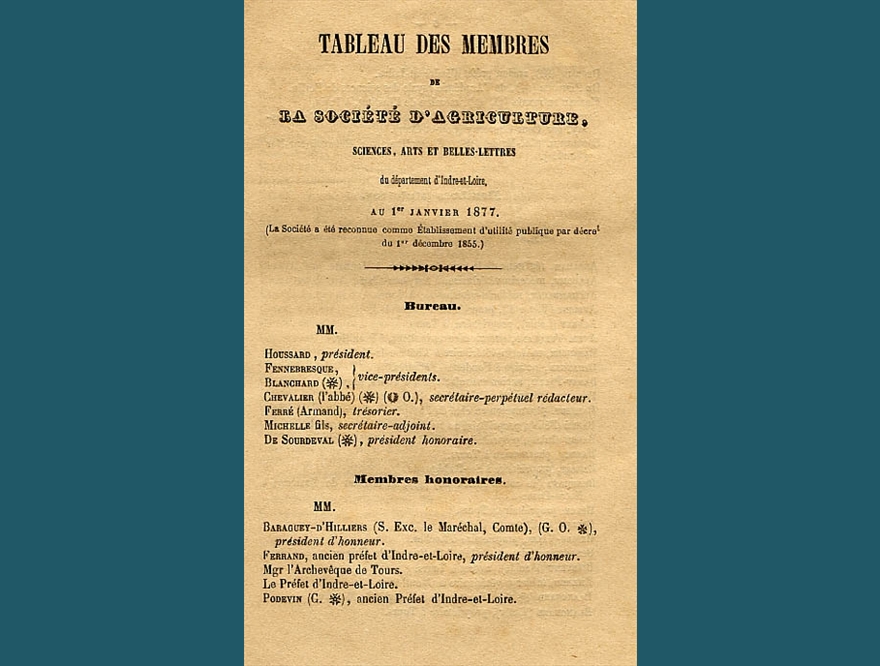 TABLEAU DES MEMBRES
DE
LA SOCIÉTÉ D'AGRICULTURE,
SCIENCES, ARTS ET BELLES-LETTRES
du département d'Indre-et-Loire,
AU 1er JANVIER 1877.
(La Société a été reconnue comme Établissement d'utilité publique par décret
du 1er décembre 1855.)
Bureau.
MM.
HOUSSARD, président.
FENNEBRESQUE,
BLANCHARD (❋), } vice-présidents.
CHEVALIER (l'abbé) (❋) (O.), secrétaire-perpétuel rédacteur.
FERRÉ (Armand), trésorier.
MICHELLE fils, secrétaire-adjoint.
DE SOURDEVAL (❋), président honoraire.
Membres honoraires.
MM.
BARAGUEY-D'HILLIERS (S. Exc. le Maréchal, Comte), (G. O. ❋),
président d'honneur.
FERRAND, ancien préfet d'Indre-et-Loire, président d'honneur.
Mgr l'Archevêque de Tours.
Le Préfet d'Indre-et-Loire.
PODEVIN (C. ❋), ancien Préfet d'Indre-et-Loire.